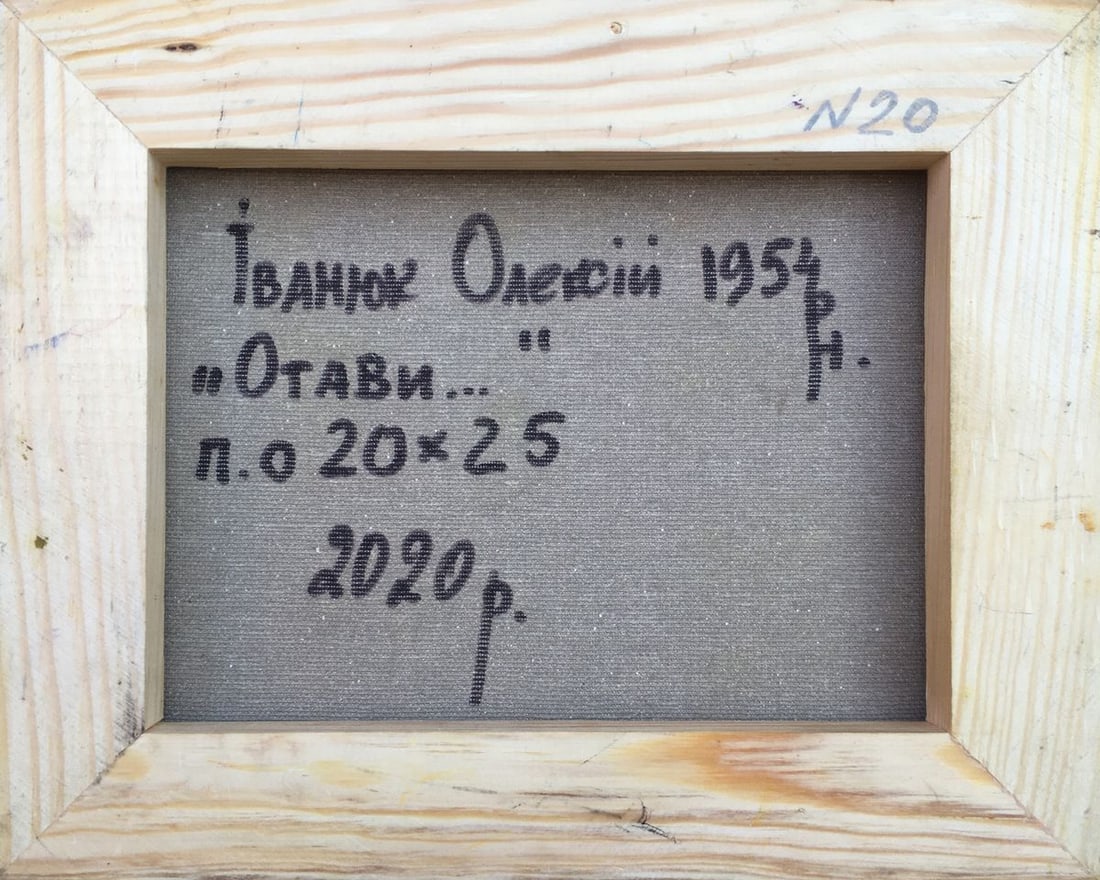 N20
Іванюк Олексій 1954 р.н.
„Отави..."
п.о 20×25
2020 р.